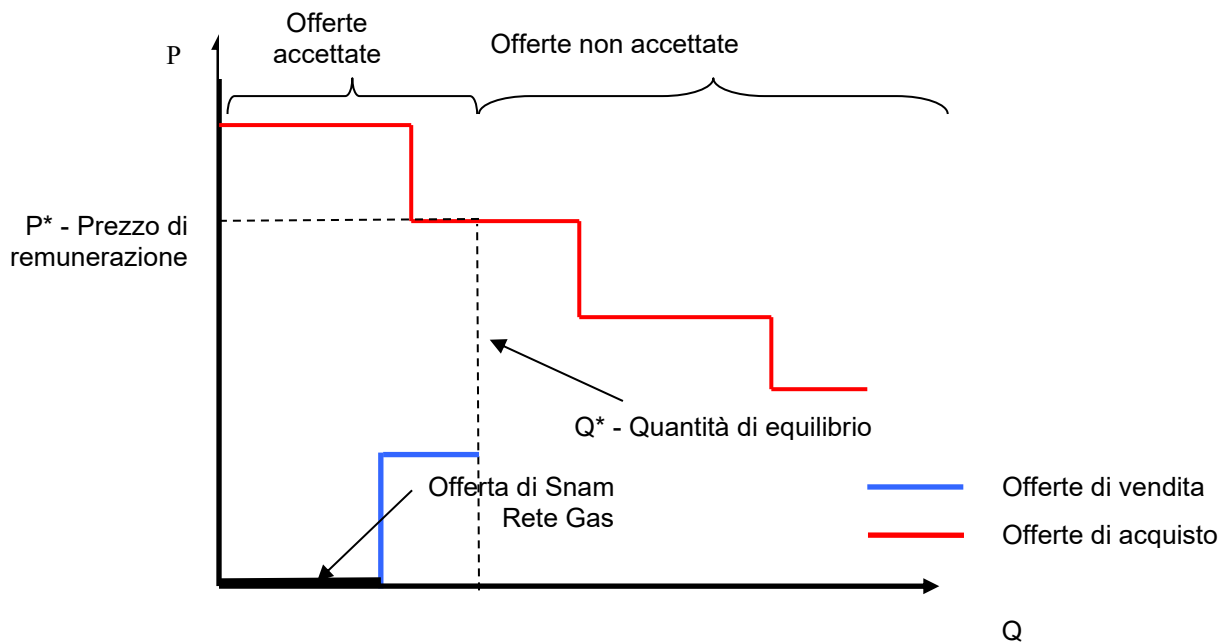 Offerte
accettate
Offerte non accettate
P
P* - Prezzo di
remunerazione
Q* - Quantità di equilibrio
Offerta di Snam
Rete Gas
Offerte di vendita
Offerte di acquisto
Q